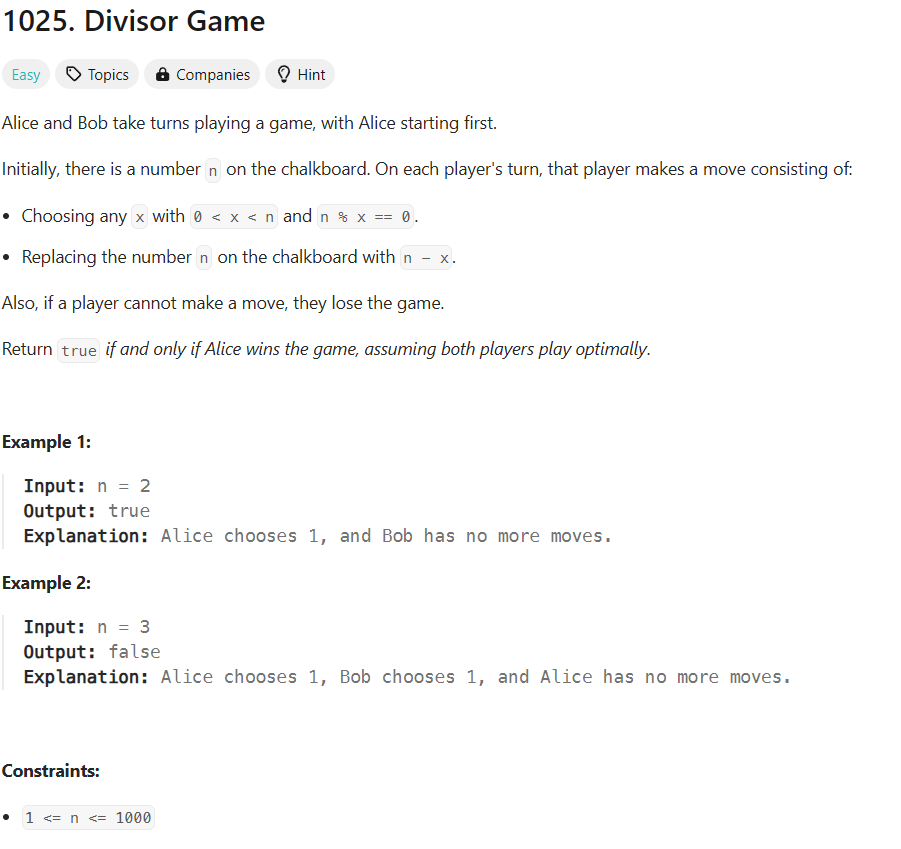 1025. Divisor Game
Easy Topics Companies Hint
Alice and Bob take turns playing a game, with Alice starting first.
Initially, there is a number n on the chalkboard. On each player's turn, that player makes a move consisting of:
• Choosing any x with 0 < x < n and n % x == 0.
• Replacing the number n on the chalkboard with n - x.
Also, if a player cannot make a move, they lose the game.
Return true if and only if Alice wins the game, assuming both players play optimally.
Example 1:
Input: n = 2
Output: true
Explanation: Alice chooses 1, and Bob has no more moves.
Example 2:
Input: n = 3
Output: false
Explanation: Alice chooses 1, Bob chooses 1, and Alice has no more moves.
Constraints:
• 1 <= n <= 1000